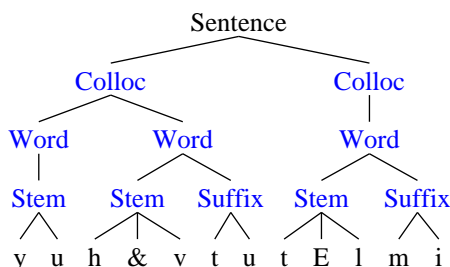 Sentence
Colloc Colloc
Word Word Word
Stem Stem Suffix Stem Suffix
y u h & v t u t E l m i